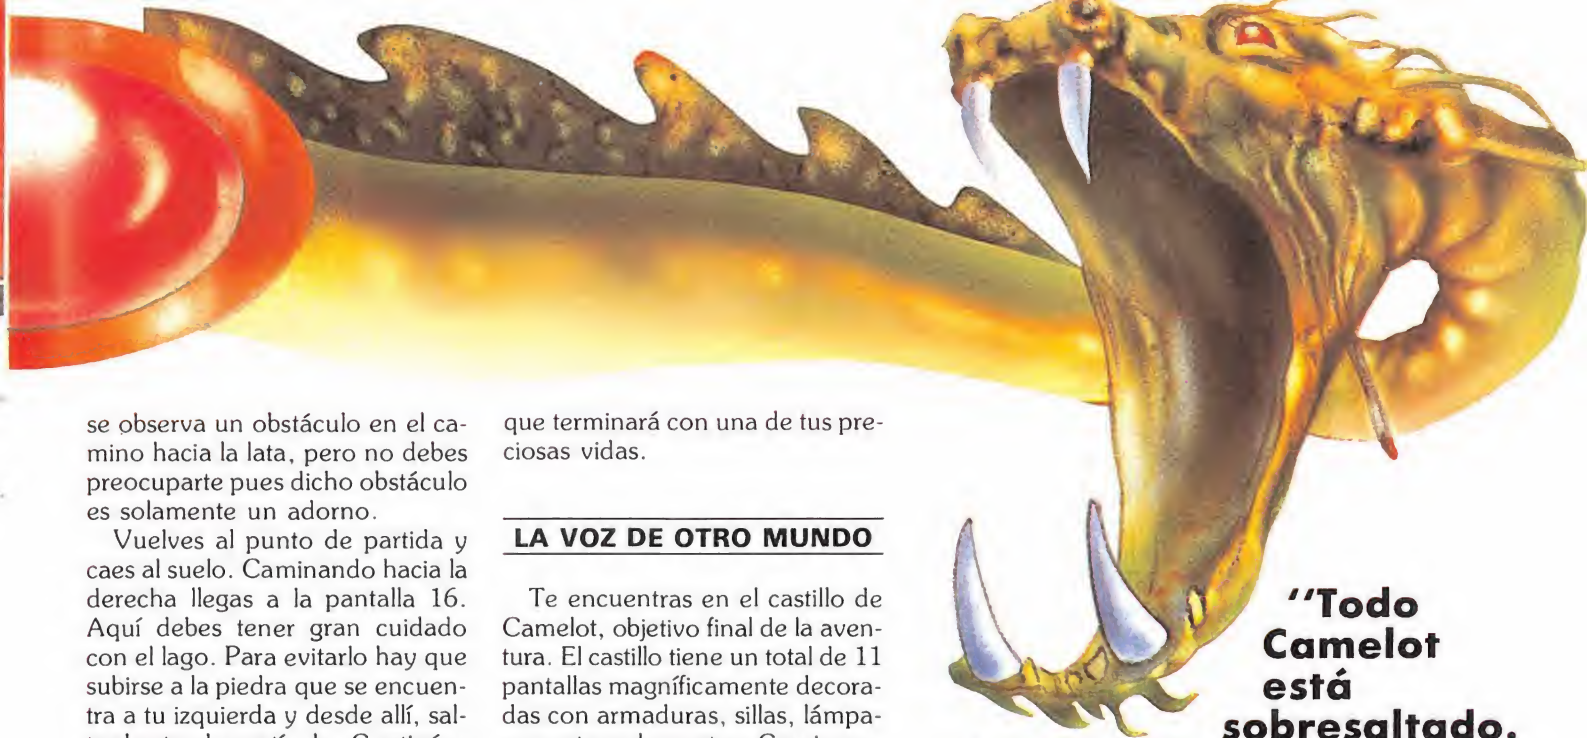 se observa un obstáculo en el ca-
mino hacia la lata, pero no debes
preocuparte pues dicho obstáculo
es solamente un adorno.
Vuelves al punto de partida y
caes al suelo. Caminando hacia la
derecha llegas a la pantalla 16.
Aquí debes tener gran cuidado
con el lago. Para evitarlo hay que
subirse a la piedra que se encuen-
tra a tu izquierda y desde allí, sal-
que terminará con una de tus pre-
ciosas vidas.
LA VOZ DE OTRO MUNDO
Te encuentras en el castillo de
Camelot, objetivo final de la aven-
tura. El castillo tiene un total de 11
pantallas magníficamente decora-
das con armaduras, sillas, lámpa-
"Todo
Camelot
está
sobresaltado.